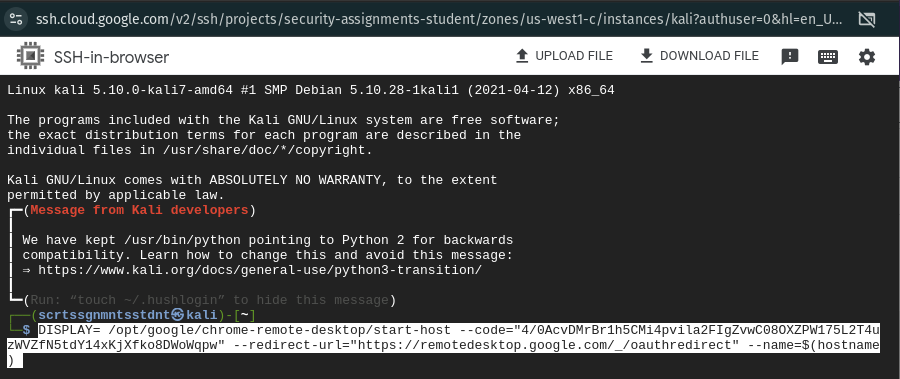 ssh.cloud.google.com/v2/ssh/projects/security-assignments-student/zones/us-west1-c/instances/kali?authuser=0&hl=en_U...
SSH-in-browser
UPLOAD FILE
DOWNLOAD FILE
Linux kali 5.10.0-kali7-amd64 #1 SMP Debian 5.10.28-1kali1 (2021-04-12) x86_64
The programs included with the Kali GNU/Linux system are free software;
the exact distribution terms for each program are described in the
individual files in /usr/share/doc/*/copyright.
Kali GNU/Linux comes with ABSOLUTELY NO WARRANTY, to the extent
permitted by applicable law.
┏━(Message from Kali developers)
┃
┃ We have kept /usr/bin/python pointing to Python 2 for backwards
┃ compatibility. Learn how to change this and avoid this message:
┃ ⇒ https://www.kali.org/docs/general-use/python3-transition/
┃
┗━(Run: “touch ~/.hushlogin” to hide this message)
┌──(scrtssgnmntsstdnt㉿kali)-[~]
└─$ DISPLAY= /opt/google/chrome-remote-desktop/start-host --code="4/0AcvDMrBr1h5CMi4pvila2FIgZvwC08OXZPW175L2T4u
zWVZfN5tdY14xKjXfko8DWoWqpw" --redirect-url="https://remotedesktop.google.com/_/oauthredirect" --name=$(hostname
)